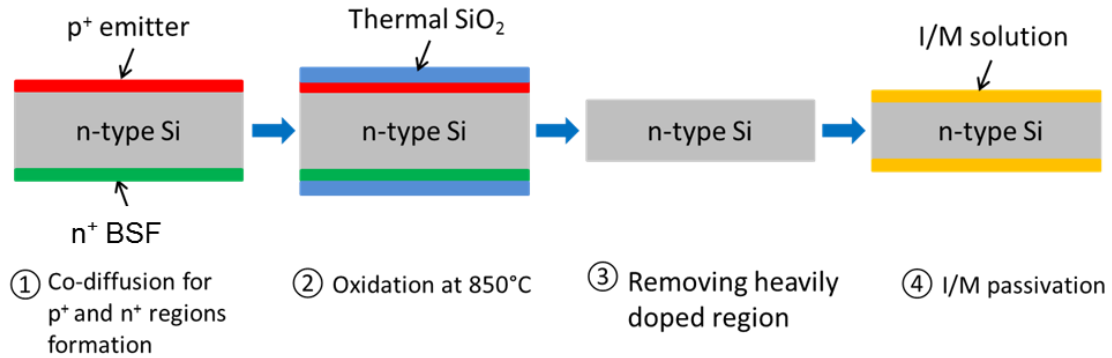 p⁺ emitter
Thermal SiO₂
I/M solution
n-type Si
n-type Si
n-type Si
n-type Si
n⁺ BSF
① Co-diffusion for
p⁺ and n⁺ regions
formation
② Oxidation at 850°C
③ Removing heavily
doped region
④ I/M passivation